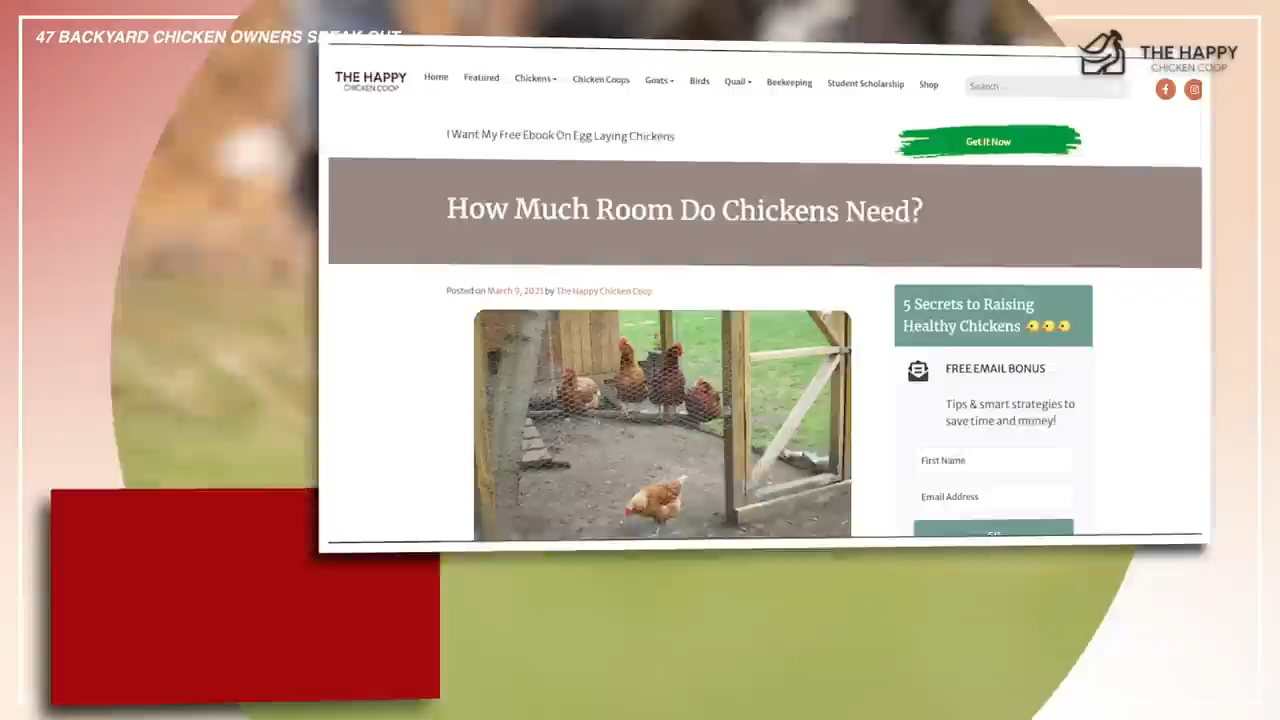 47 BACKYARD CHICKEN OWNERS SPEAK OUT
THE HAPPY
CHICKEN COOP
THE HAPPY
CHICKEN COOP
Home
Featured
Chickens
Chicken Coops
Goats
Birds
Quail
Beekeeping
Student Scholarship
Shop
Search ...
I Want My Free Ebook On Egg Laying Chickens
Get It Now
How Much Room Do Chickens Need?
Posted on March 9, 2021 by The Happy Chicken Coop
5 Secrets to Raising
Healthy Chickens
FREE EMAIL BONUS
Tips & smart strategies to
save time and money!
First Name
Email Address